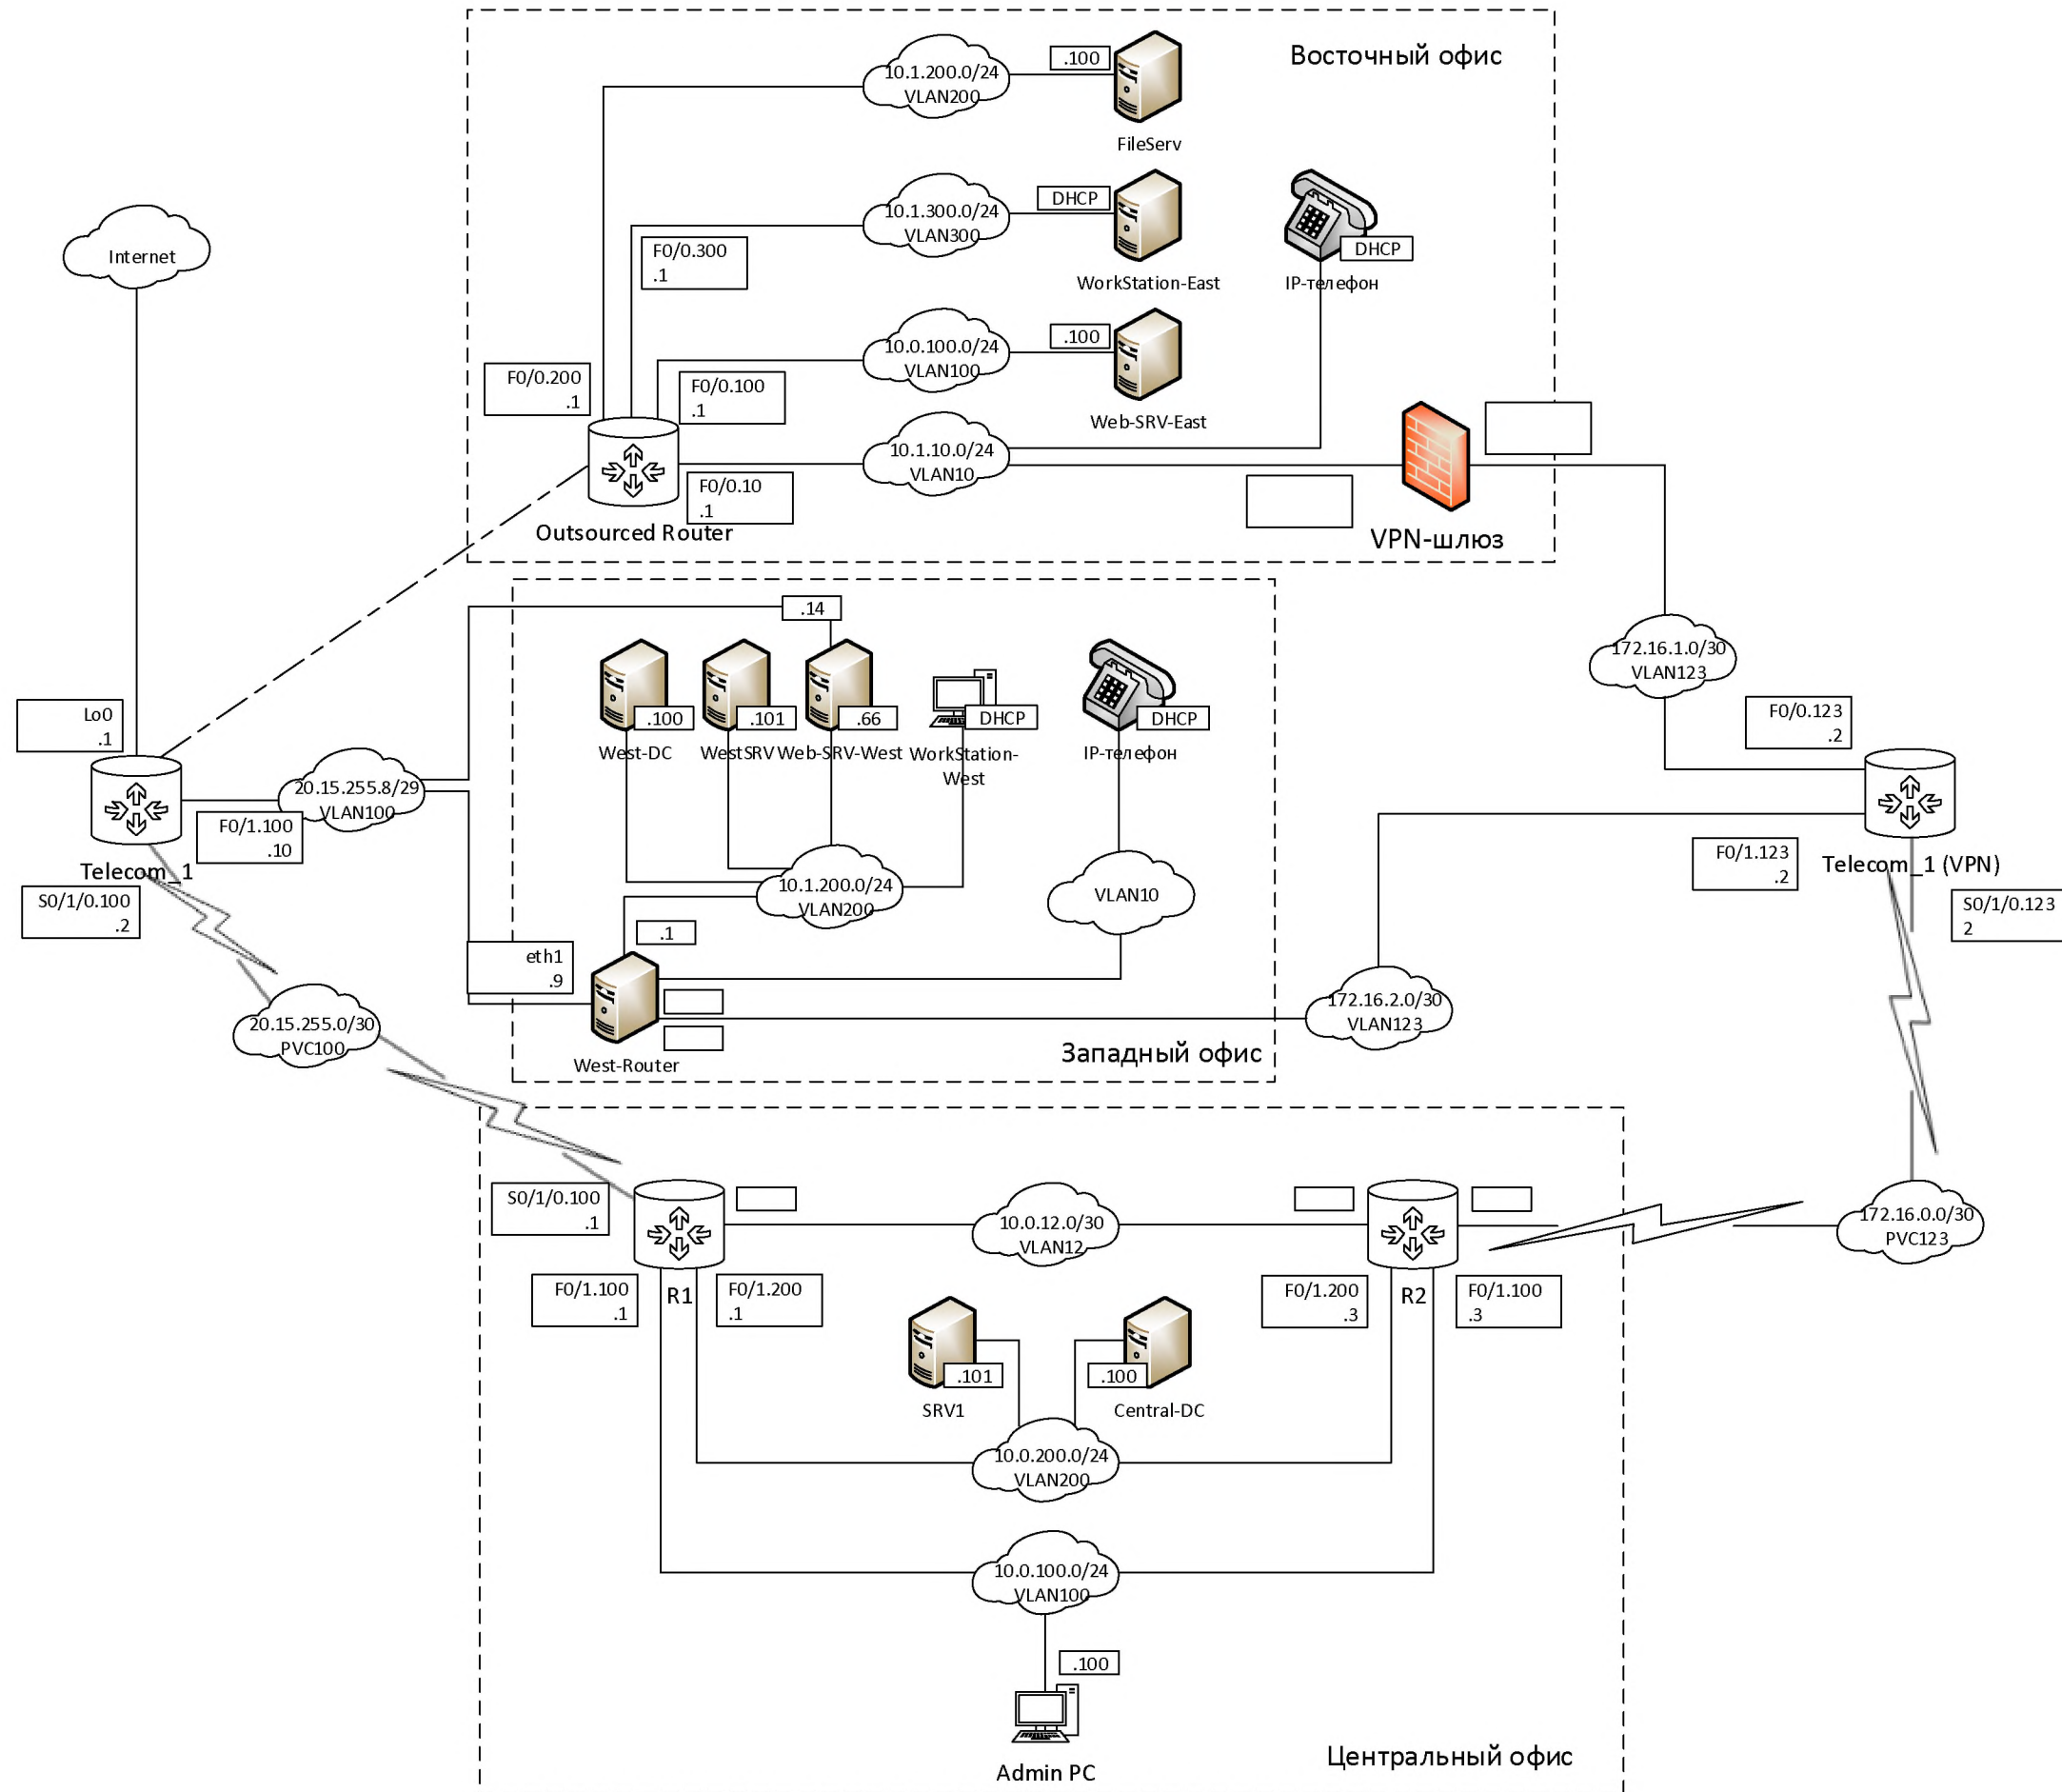 Восточный офис
10.1.200.0/24
VLAN200
.100
FileServ
10.1.300.0/24
VLAN300
DHCP
WorkStation-East
DHCP
IP-телефон
Internet
F0/0.300
.1
10.0.100.0/24
VLAN100
.100
Web-SRV-East
F0/0.200
.1
F0/0.100
.1
10.1.10.0/24
VLAN10
F0/0.10
.1
Outsourced Router
VPN-шлюз
.14
.100
West-DC
.101
WestSRV
.66
Web-SRV-West
DHCP
WorkStation-
West
DHCP
IP-телефон
172.16.1.0/30
VLAN123
Lo0
.1
20.15.255.8/29
VLAN100
F0/1.100
.10
Telecom_1
S0/1/0.100
.2
F0/0.123
.2
F0/1.123
.2
Telecom_1 (VPN)
S0/1/0.123
2
10.1.200.0/24
VLAN200
VLAN10
.1
eth1
.9
West-Router
172.16.2.0/30
VLAN123
20.15.255.0/30
PVC100
Западный офис
S0/1/0.100
.1
10.0.12.0/30
VLAN12
172.16.0.0/30
PVC123
F0/1.100
.1
R1
F0/1.200
.1
F0/1.200
.3
R2
F0/1.100
.3
.101
SRV1
.100
Central-DC
10.0.200.0/24
VLAN200
10.0.100.0/24
VLAN100
.100
Admin PC
Центральный офис